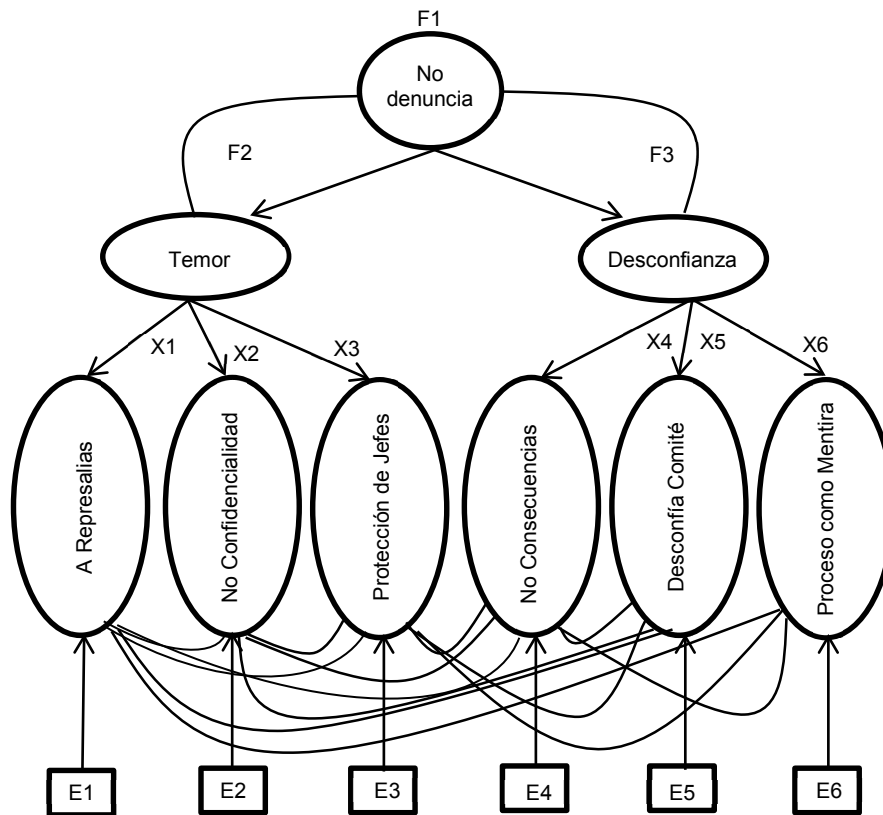 F1
No
denuncia
F2
F3
Temor
Desconfianza
X1
X2
X3
X4
X5
X6
A Represalias
No Confidencialidad
Protección de Jefes
No Consecuencias
Desconfía Comité
Proceso como Mentira
E1
E2
E3
E4
E5
E6